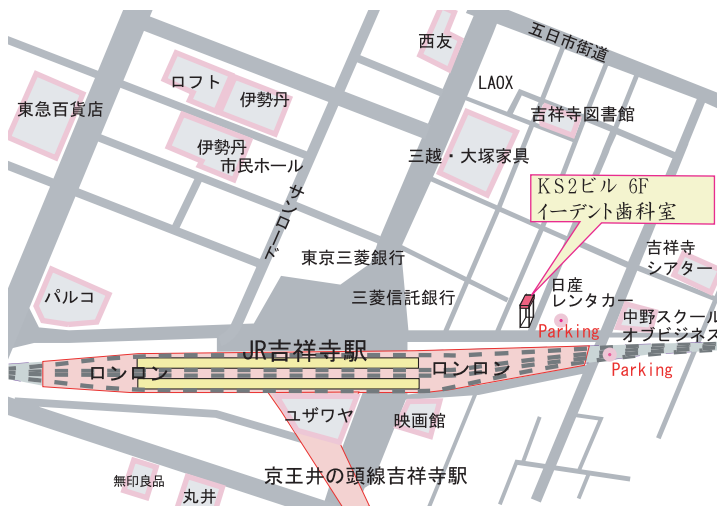 西友
五日市街道
ロフト
伊勢丹
LAOX
東急百貨店
吉祥寺図書館
伊勢丹
市民ホール
三越・大塚家具
KS2ビル 6F
イーデント歯科室
サンロード
東京三菱銀行
吉祥寺
シアター
パルコ
三菱信託銀行
日産
レンタカー
中野スクール
オブビジネス
Parking
JR吉祥寺駅
ロンロン
ロンロン
Parking
ユザワヤ
映画館
京王井の頭線吉祥寺駅
無印良品
丸井